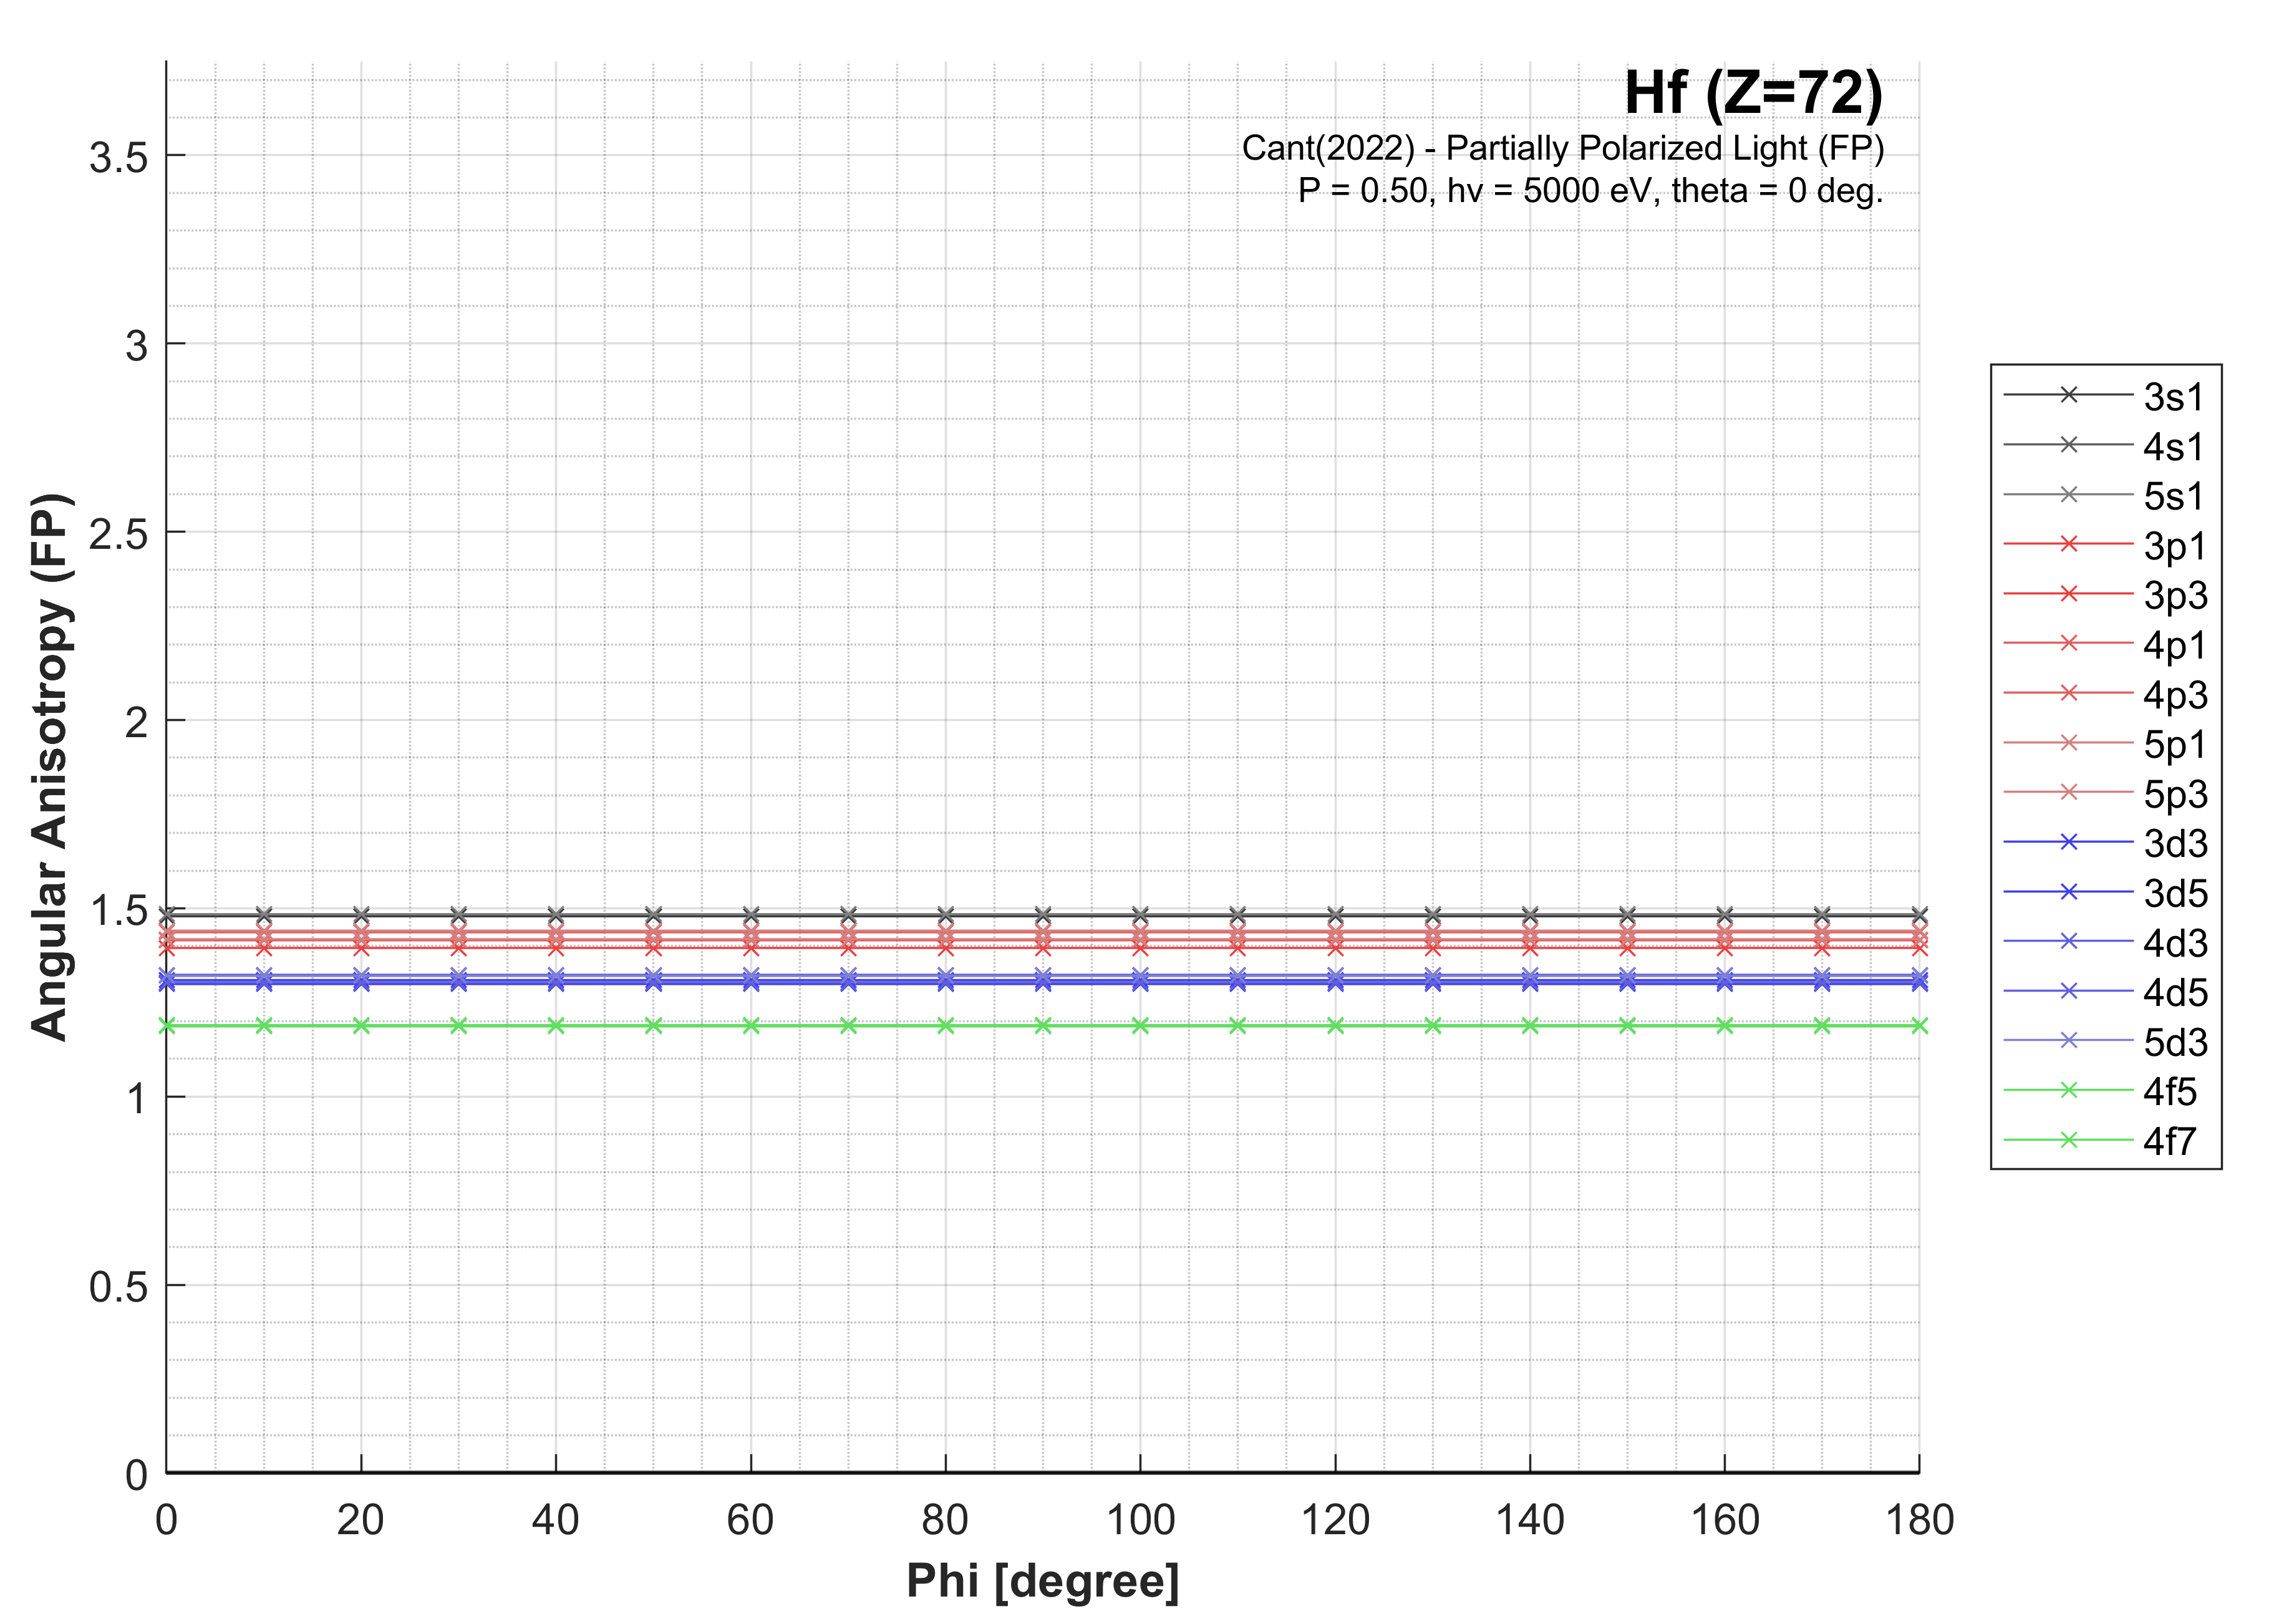 Hf (Z=72)
Cant(2022) - Partially Polarized Light (FP)
P = 0.50, hv = 5000 eV, theta = 0 deg.
Angular Anisotropy (FP)
3.5
3
2.5
2
1.5
1
0.5
0
0 20 40 60 80 100 120 140 160 180
Phi [degree]
3s1
4s1
5s1
3p1
3p3
4p1
4p3
5p1
5p3
3d3
3d5
4d3
4d5
5d3
4f5
4f7